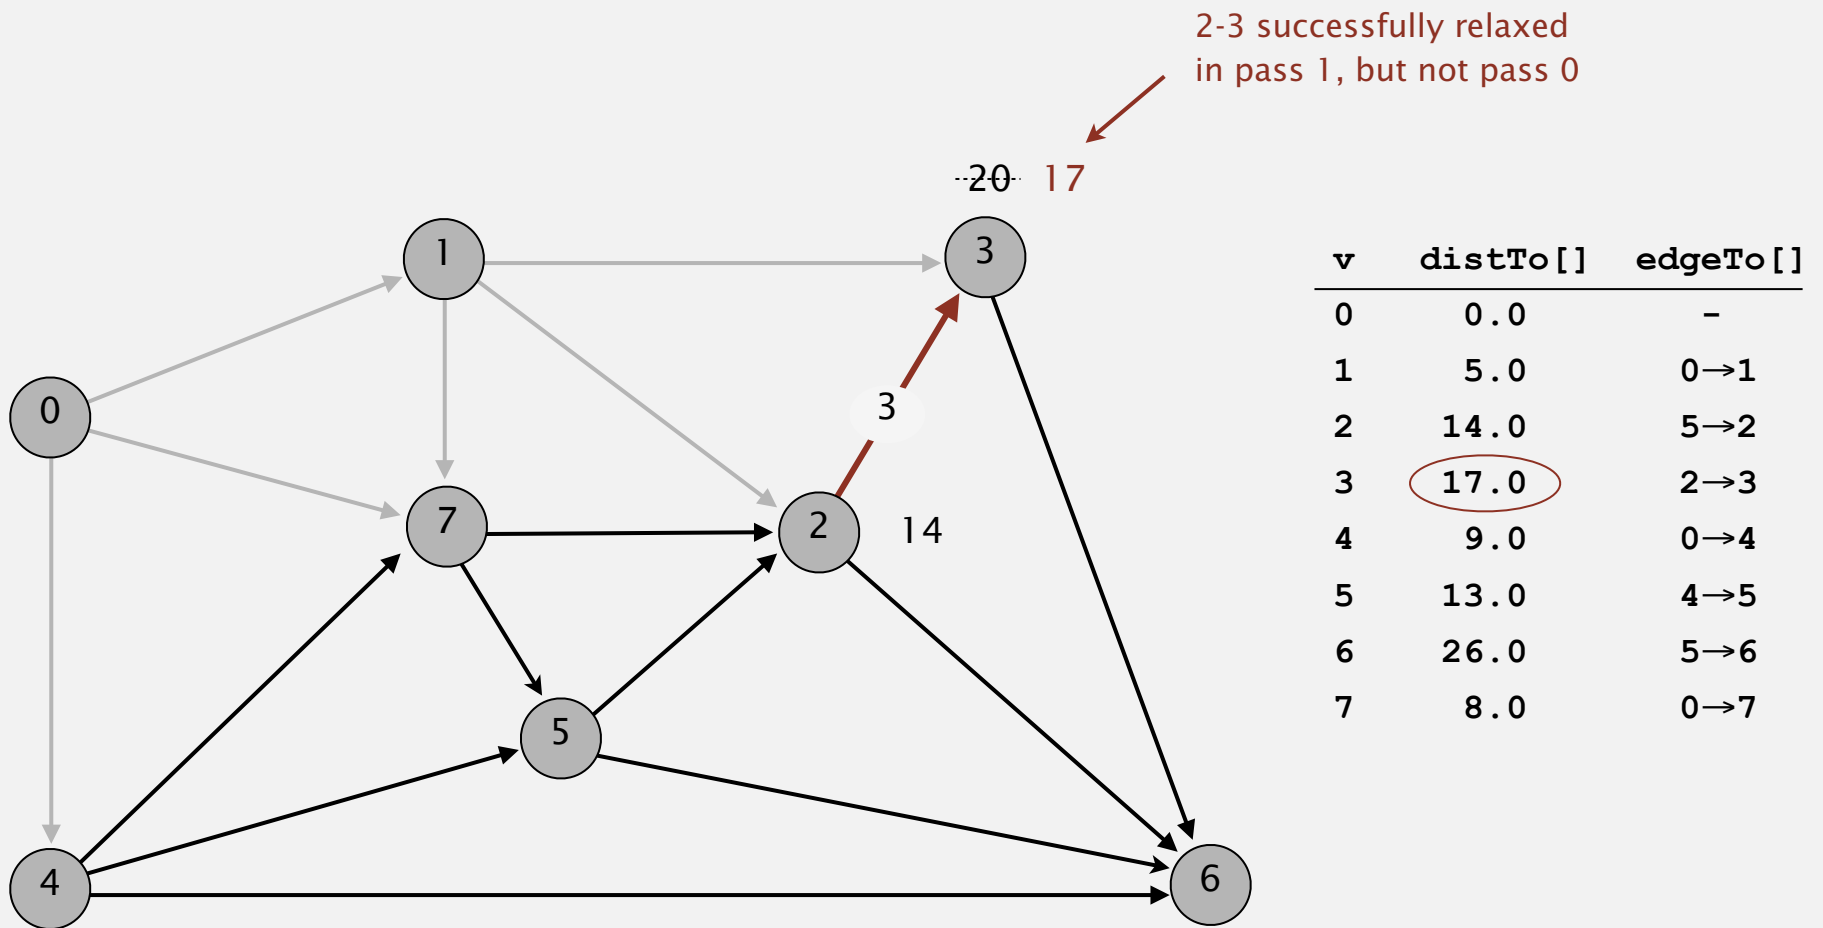 2-3 successfully relaxed
in pass 1, but not pass 0
20 17
1
3
v distTo[] edgeTo[]
0 0.0 -
1 5.0 0→1
2 14.0 5→2
3 17.0 2→3
4 9.0 0→4
5 13.0 4→5
6 26.0 5→6
7 8.0 0→7
0
3
7
2
14
5
4
6